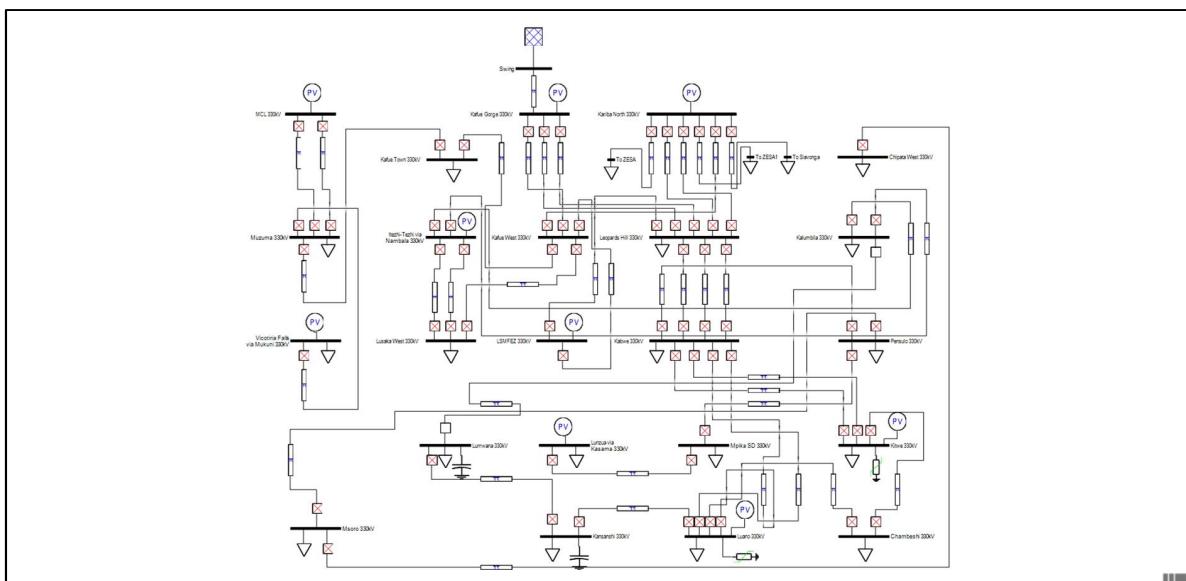 Swing
PV
MCL 330kV
PV
Kafue Gorge 330kV
PV
Kariba North 330kV
Kafue Town 330kV
To ZESA
To ZESA1
To Siavonga
Chipata West 330kV
Muzuma 330kV
PV
Itezhi-Tezhi via
Nambala 330kV
Kafue West 330kV
Leopards Hill 330kV
Kalumbila 330kV
PV
Victoria Falls
via Mukuni 330kV
Lusaka West 330kV
PV
LSMFEZ 330kV
Kabwe 330kV
Pensulo 330kV
Lumwana 330kV
PV
Lunzua via
Kasama 330kV
Mpika SD 330kV
PV
Kitwe 330kV
Msoro 330kV
Kansanshi 330kV
PV
Luano 330kV
Chambeshi 330kV